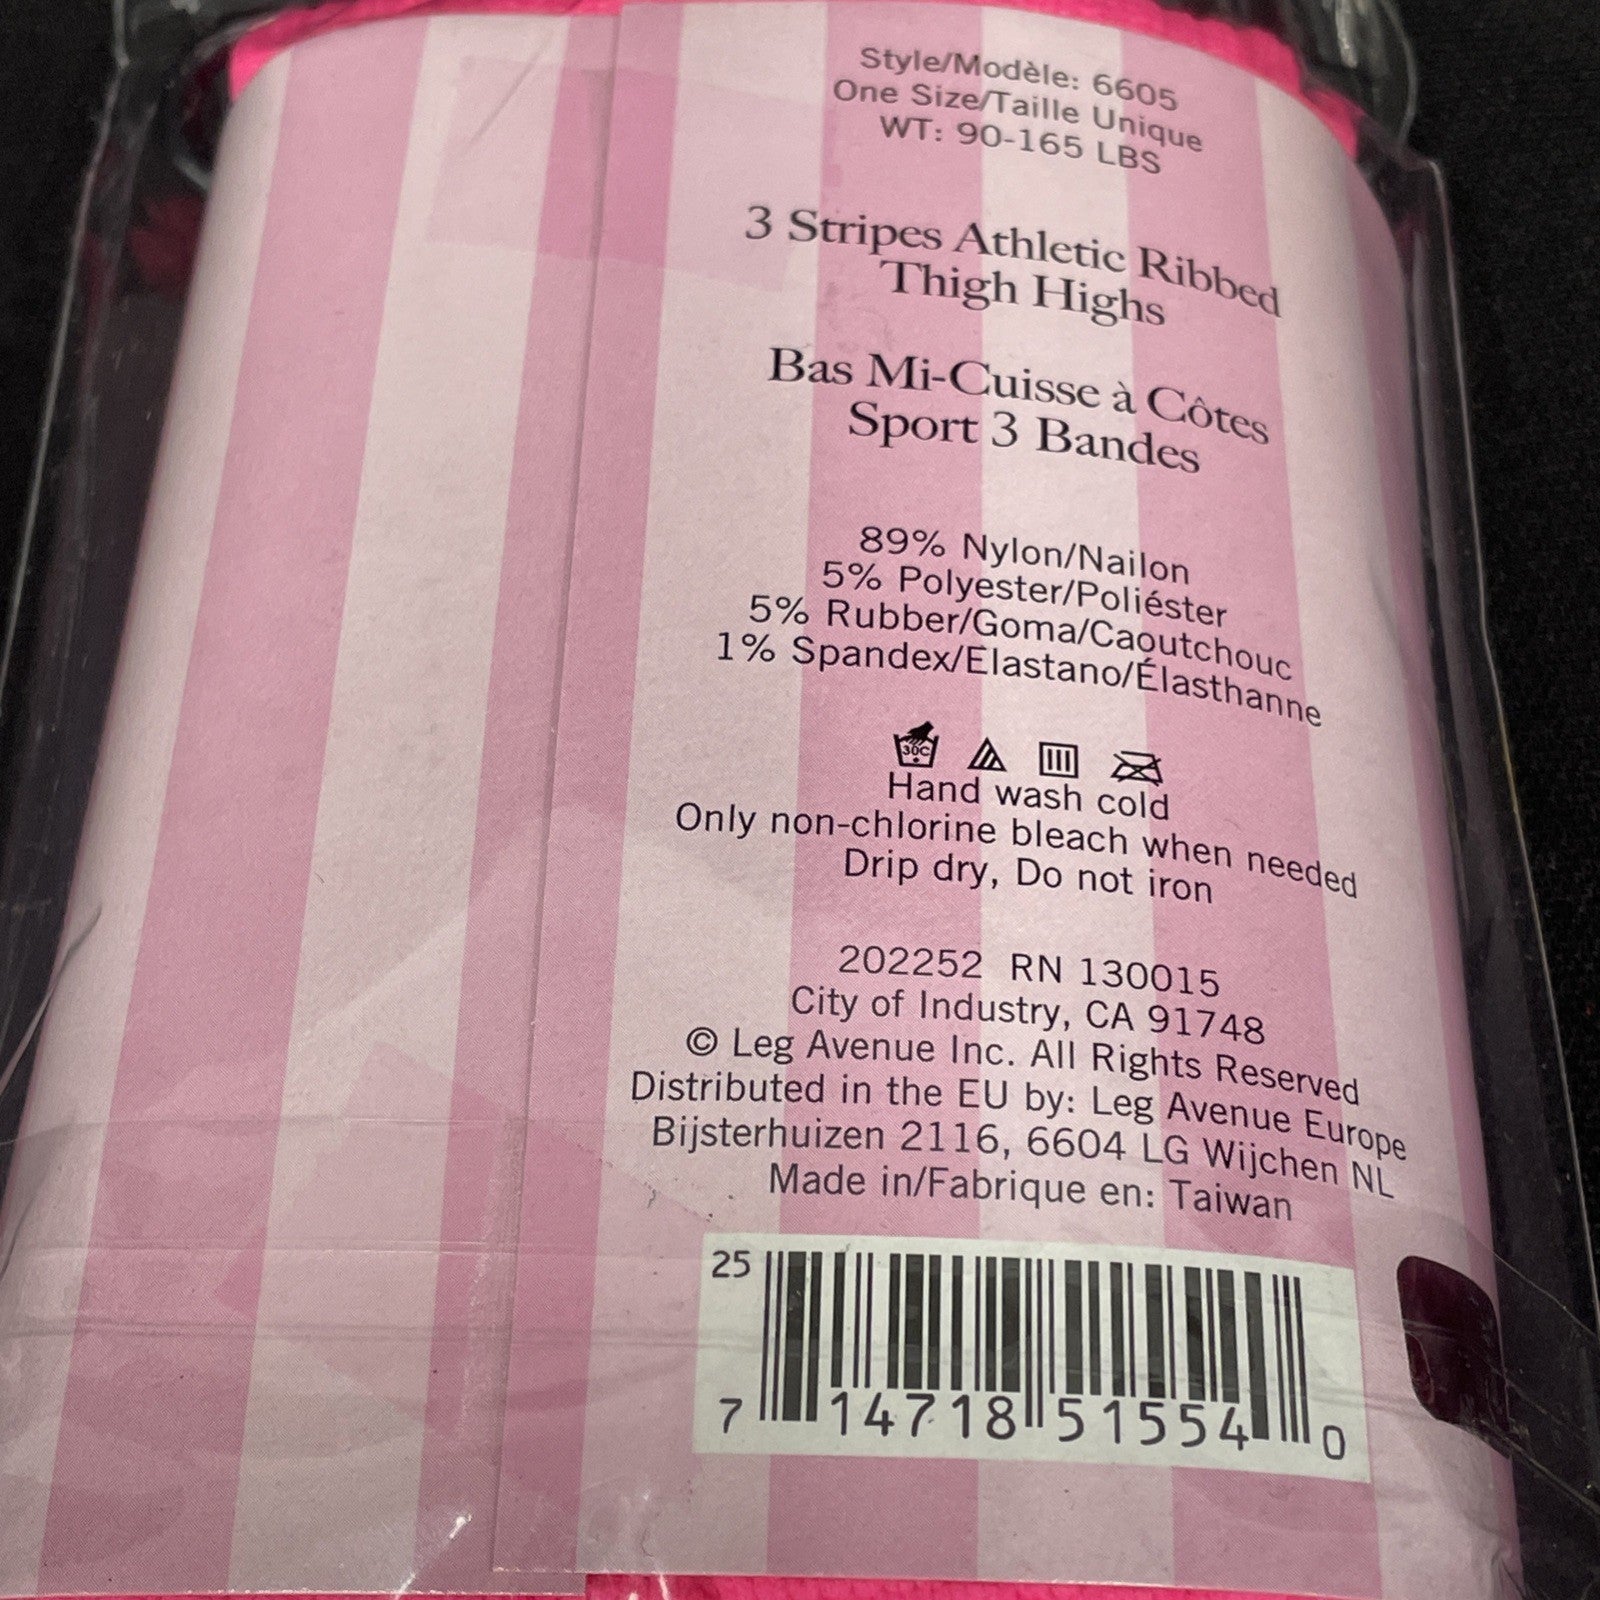 Style/Modèle: 6605
One Size/Taille Unique
WT: 90-165 LBS
3 Stripes Athletic Ribbed
Thigh Highs
Bas Mi-Cuisse à Côtes
Sport 3 Bandes
89% Nylon/Nailon
5% Polyester/Poliéster
5% Rubber/Goma/Caoutchouc
1% Spandex/Elastano/Élasthanne
30C
Hand wash cold
Only non-chlorine bleach when needed
Drip dry, Do not iron
202252 RN 130015
City of Industry, CA 91748
© Leg Avenue Inc. All Rights Reserved
Distributed in the EU by: Leg Avenue Europe
Bijsterhuizen 2116, 6604 LG Wijchen NL
Made in/Fabrique en: Taiwan
25
7 14718 51554 0